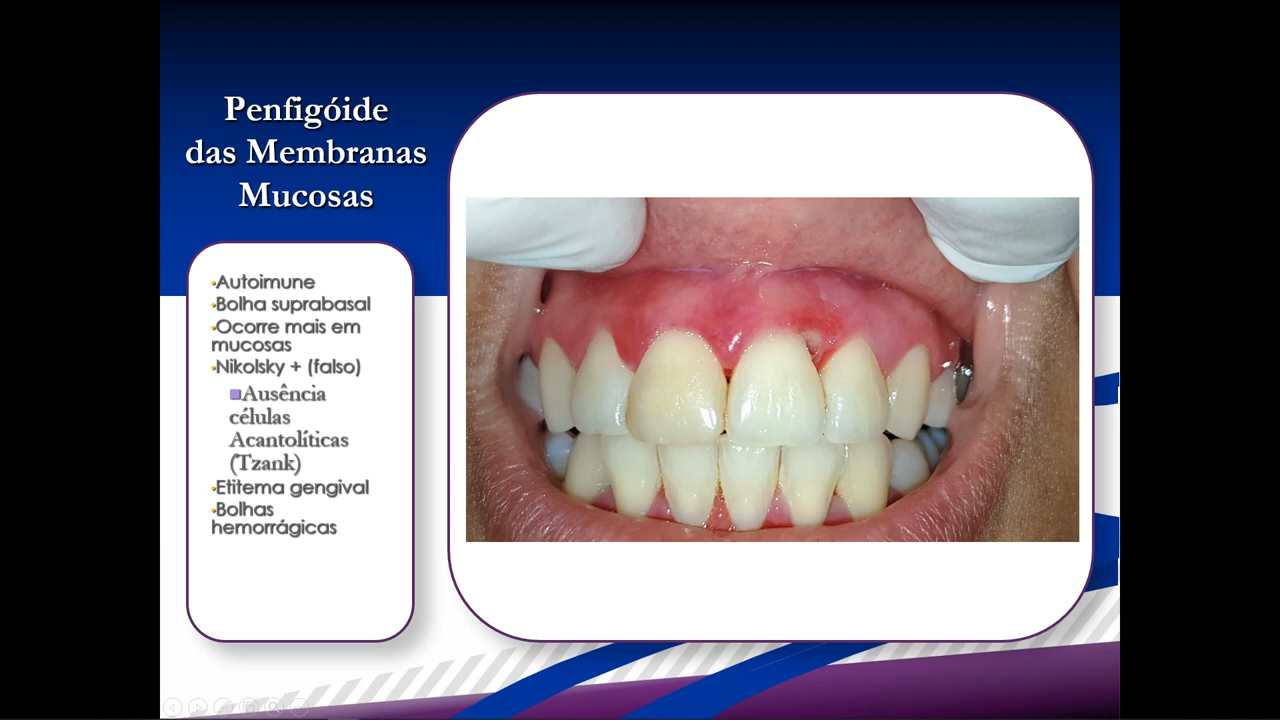 Penfigóide
das Membranas
Mucosas
•Autoimune
•Bolha suprabasal
•Ocorre mais em
mucosas
•Nikolsky + (falso)
■Ausência
células
Acantolíticas
(Tzank)
•Etitema gengival
•Bolhas
hemorrágicas